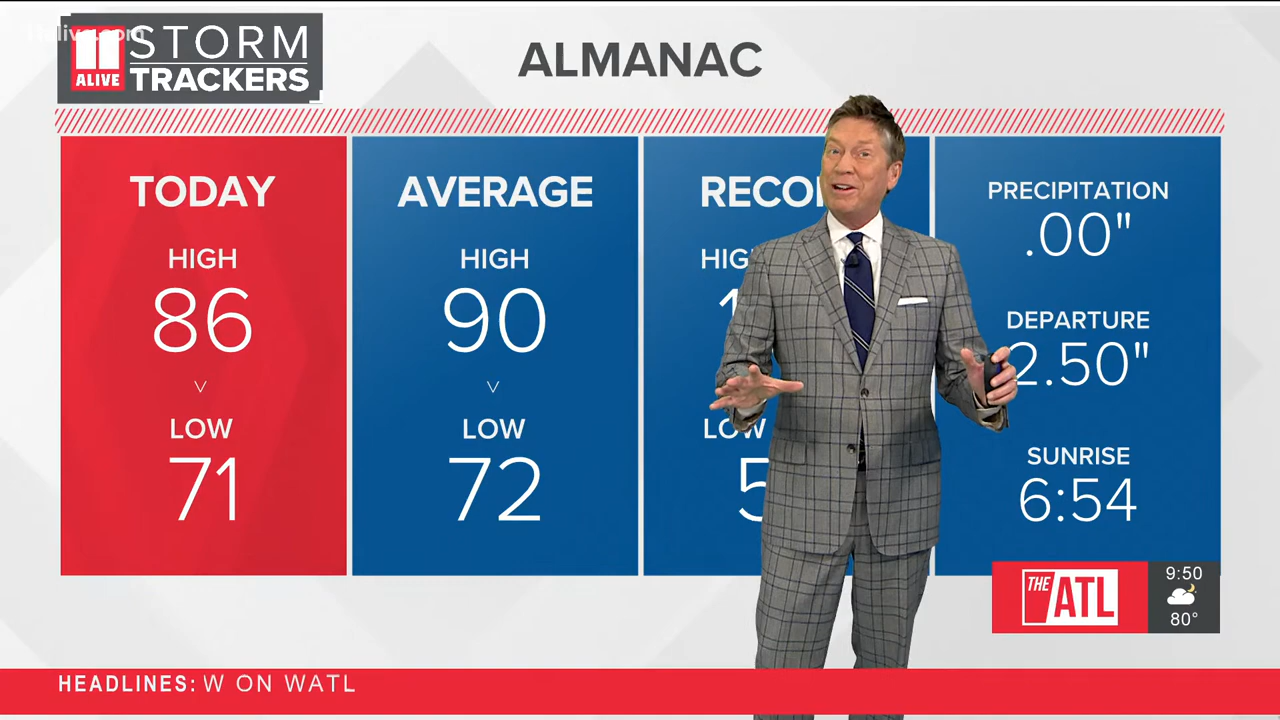 11alive.com
11
ALIVE
STORM
TRACKERS
ALMANAC
TODAY
HIGH
86
LOW
71
AVERAGE
HIGH
90
LOW
72
LOW
PRECIPITATION
.00"
DEPARTURE
2.50"
SUNRISE
6:54
THE
ATL
9:50
80°
HEADLINES: W ON WATL